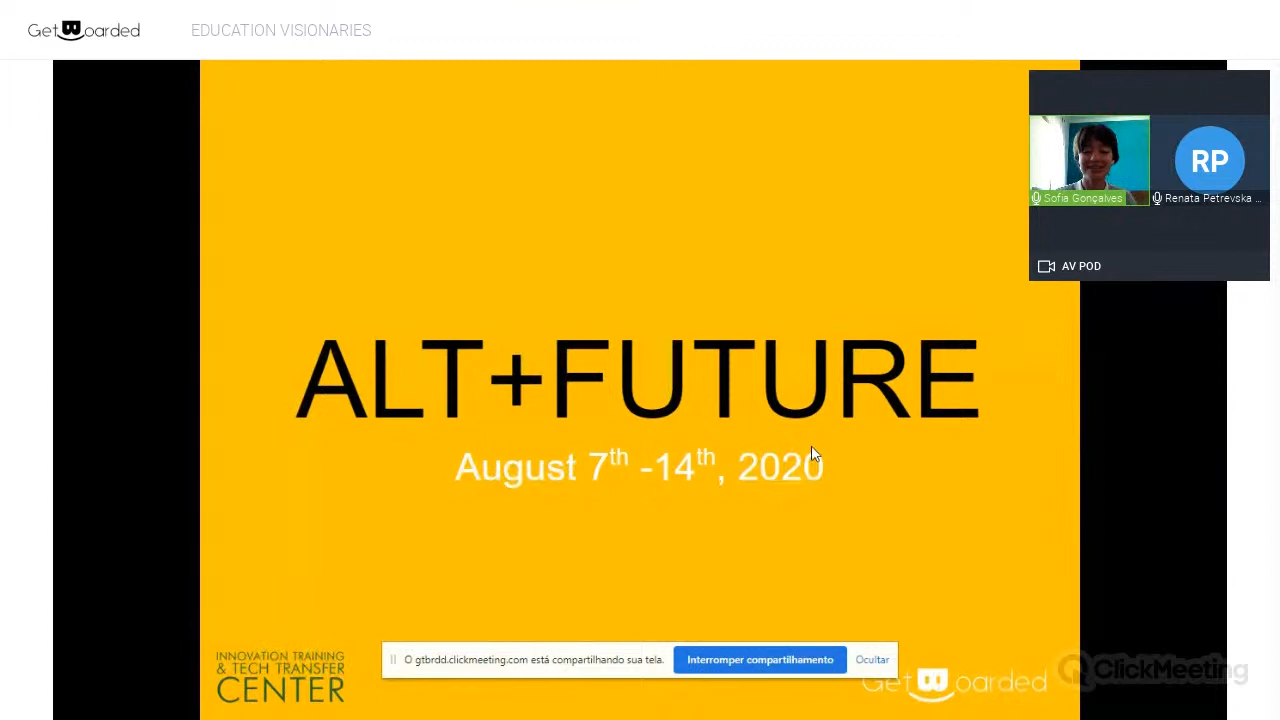 GetBoarded
EDUCATION VISIONARIES
RP
Sofia Gonçalves
Renata Petrevska ...
AV POD
ALT+FUTURE
August 7th -14th, 2020
INNOVATION TRAINING
& TECH TRANSFER
CENTER
O gtbrdd.clickmeeting.com está compartilhando sua tela.
Interromper compartilhamento
Ocultar
GetBoarded
ClickMeeting